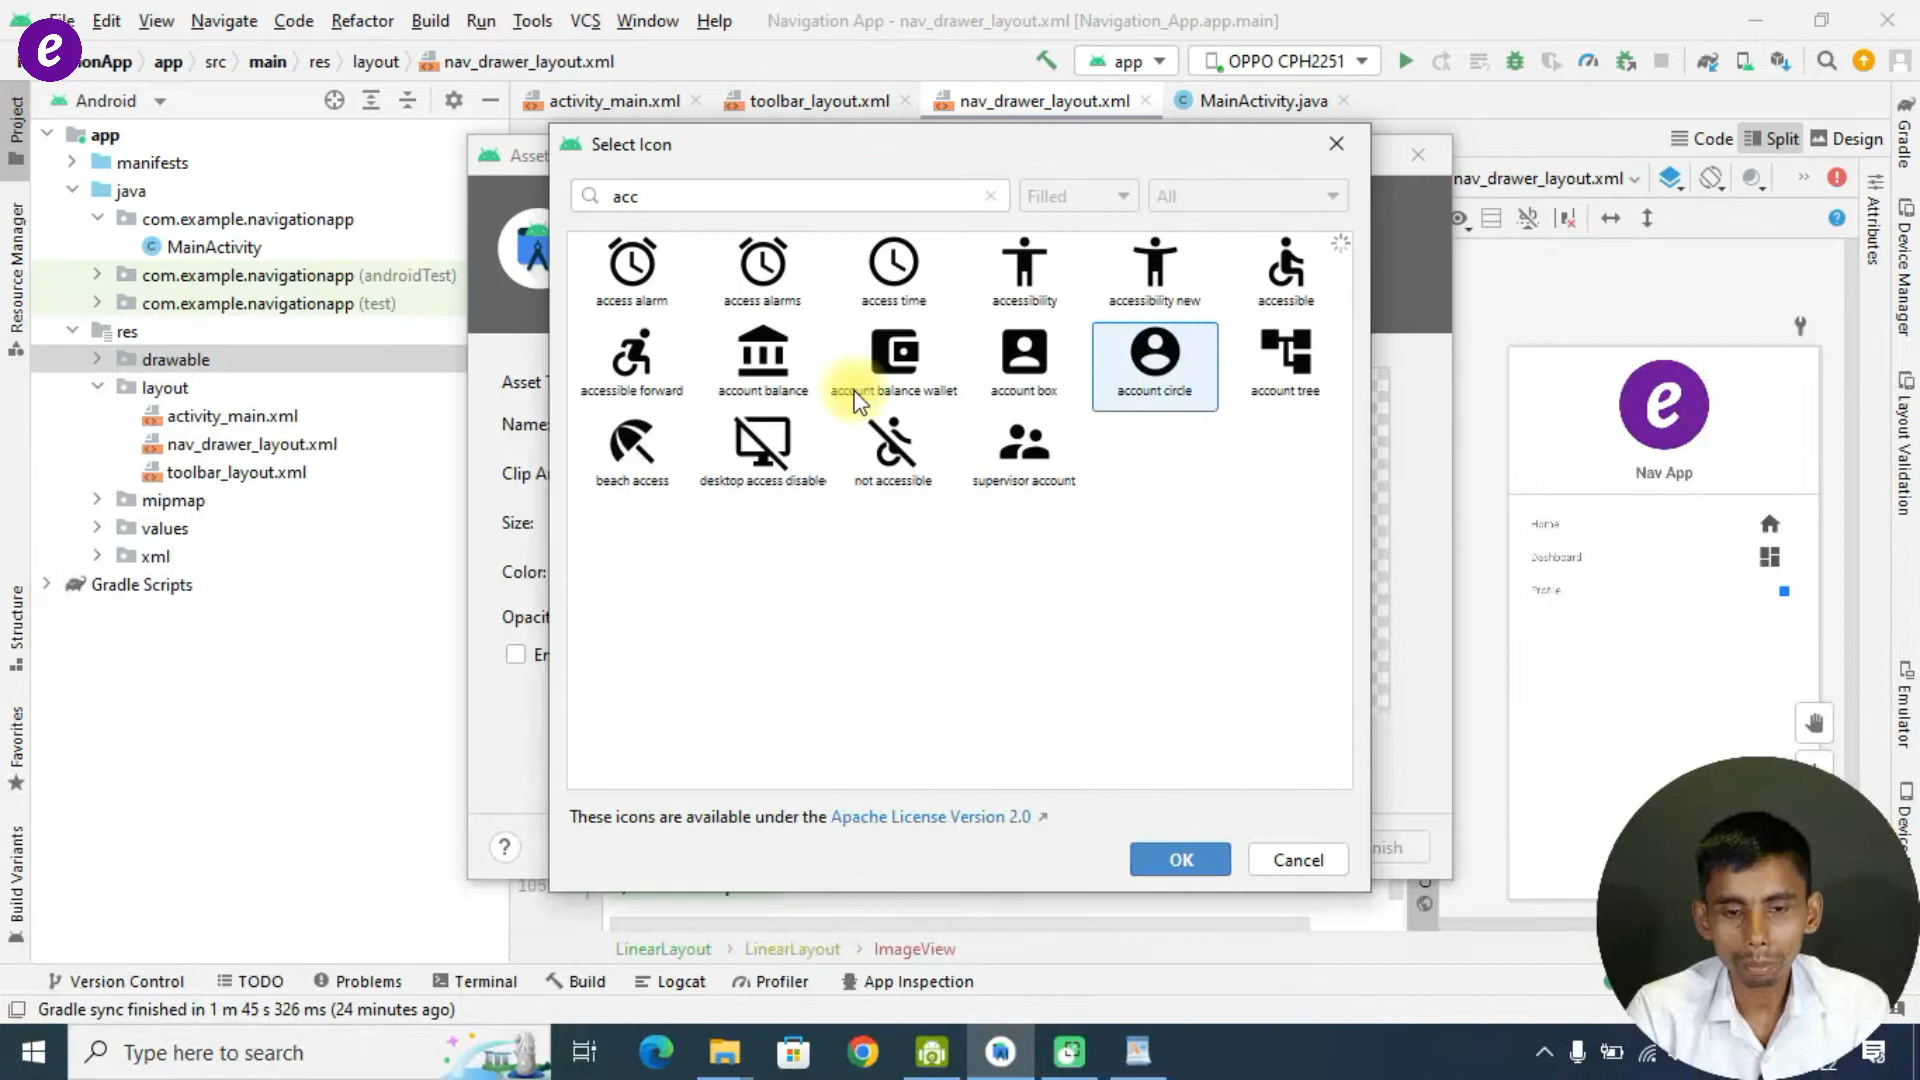 File Edit View Navigate Code Refactor Build Run Tools VCS Window Help Navigation App - nav_drawer_layout.xml [Navigation_App.app.main]
onApp app src main res layout nav_drawer_layout.xml app OPPO CPH2251
Android activity_main.xml toolbar_layout.xml nav_drawer_layout.xml MainActivity.java
Code Split Design
Project
Resource Manager
Structure
Favorites
Build Variants
app
manifests
java
com.example.navigationapp
MainActivity
com.example.navigationapp (androidTest)
com.example.navigationapp (test)
res
drawable
layout
activity_main.xml
nav_drawer_layout.xml
toolbar_layout.xml
mipmap
values
xml
Gradle Scripts
Asset
Name:
Size:
Color:
Select Icon
acc
Filled
All
access alarm access alarms access time accessibility accessibility new accessible
accessible forward account balance account balance wallet account box account circle account tree
beach access desktop access disable not accessible supervisor account
These icons are available under the Apache License Version 2.0
OK Cancel
?
105
nav_drawer_layout.xml
e
Nav App
Home
Dashboard
Profile
Gradle
Device Manager
Layout Validation
Emulator
Attributes
LinearLayout LinearLayout ImageView
Version Control TODO Problems Terminal Build Logcat Profiler App Inspection
Gradle sync finished in 1 m 45 s 326 ms (24 minutes ago)
Type here to search
e